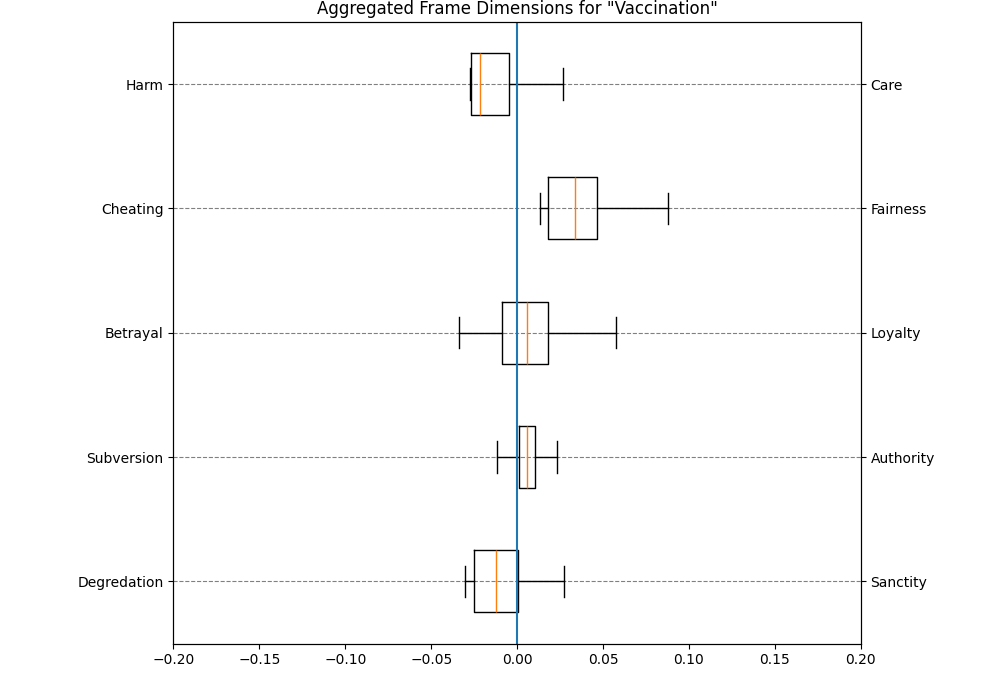 Aggregated Frame Dimensions for "Vaccination"
Harm
Care
Cheating
Fairness
Betrayal
Loyalty
Subversion
Authority
Degredation
Sanctity
−0.20 −0.15 −0.10 −0.05 0.00 0.05 0.10 0.15 0.20